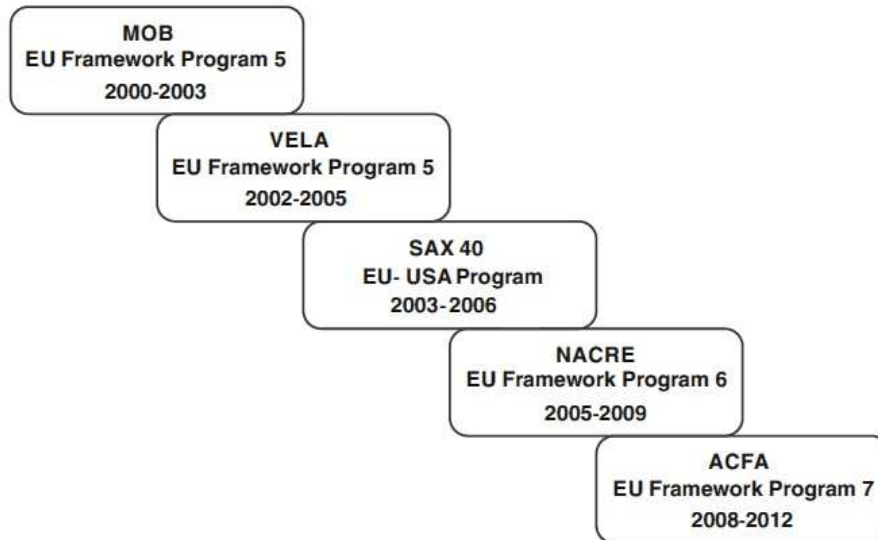 MOB
EU Framework Program 5
2000-2003
VELA
EU Framework Program 5
2002-2005
SAX 40
EU- USA Program
2003-2006
NACRE
EU Framework Program 6
2005-2009
ACFA
EU Framework Program 7
2008-2012